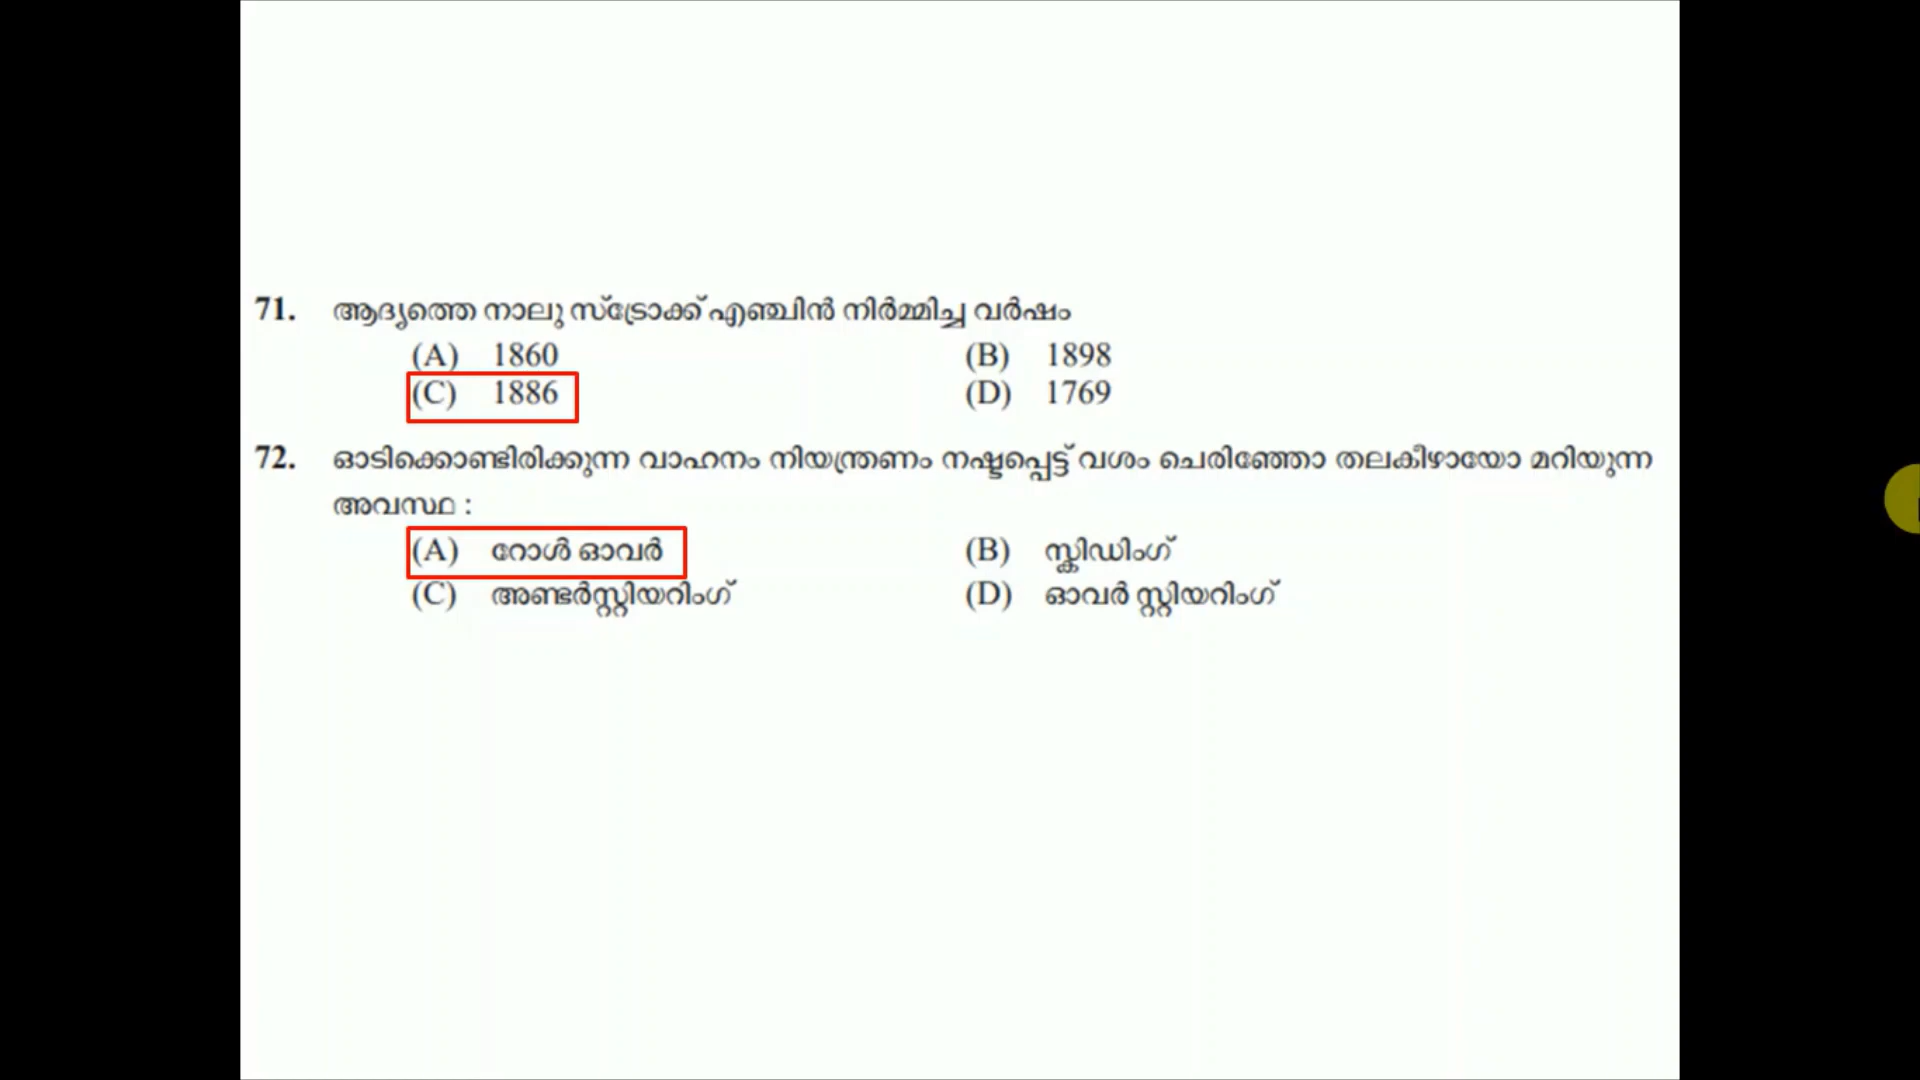 71. ആദ്യത്തെ നാലു സ്ട്രോക്ക് എഞ്ചിൻ നിർമ്മിച്ച വർഷം
(A) 1860 (B) 1898
(C) 1886 (D) 1769
72. ഓടിക്കൊണ്ടിരിക്കുന്ന വാഹനം നിയന്ത്രണം നഷ്ടപ്പെട്ട് വശം ചെരിഞ്ഞോ തലകീഴായോ മറിയുന്ന
അവസ്ഥ :
(A) റോൾ ഓവർ (B) സ്കിഡിംഗ്
(C) അണ്ടർസ്റ്റിയറിംഗ് (D) ഓവർ സ്റ്റിയറിംഗ്